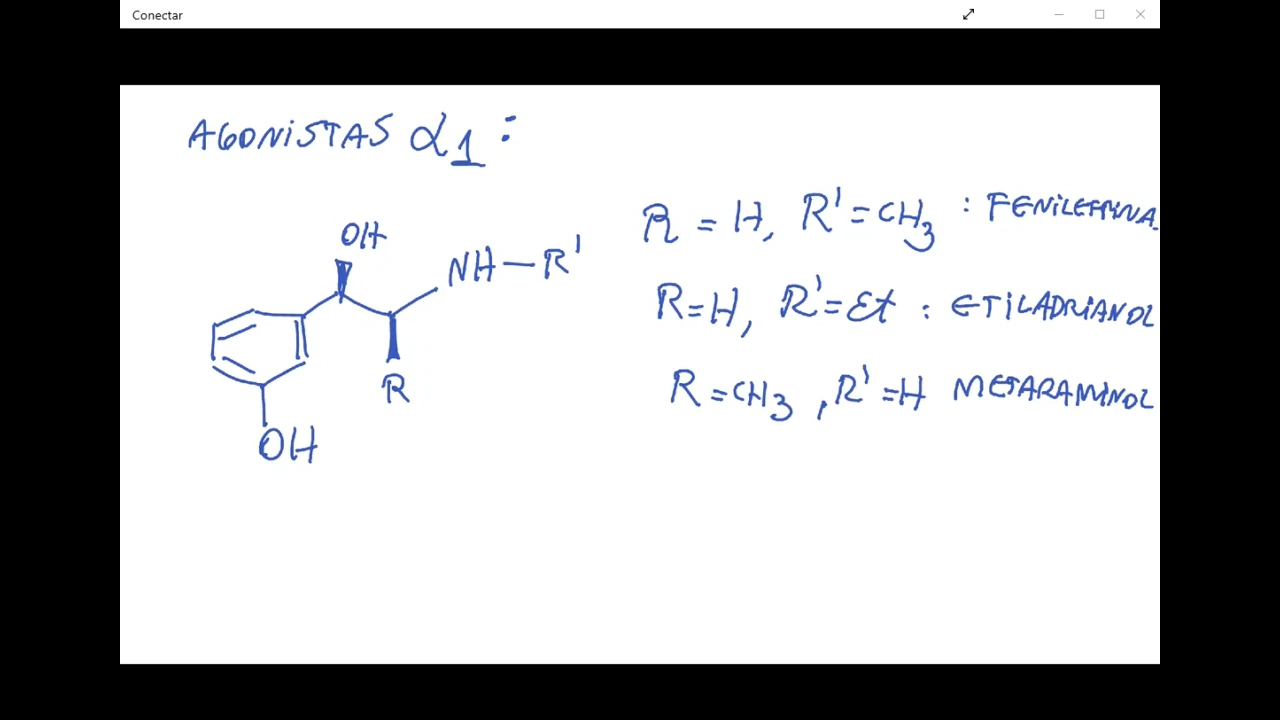 Conectar
AGONISTAS α1 :
R = H, R' = CH3 : FENILEFRINA
R=H, R'=Et : ETILADRIANOL
R=CH3, R'=H METARAMINOL
OH
NH—R'
R
OH